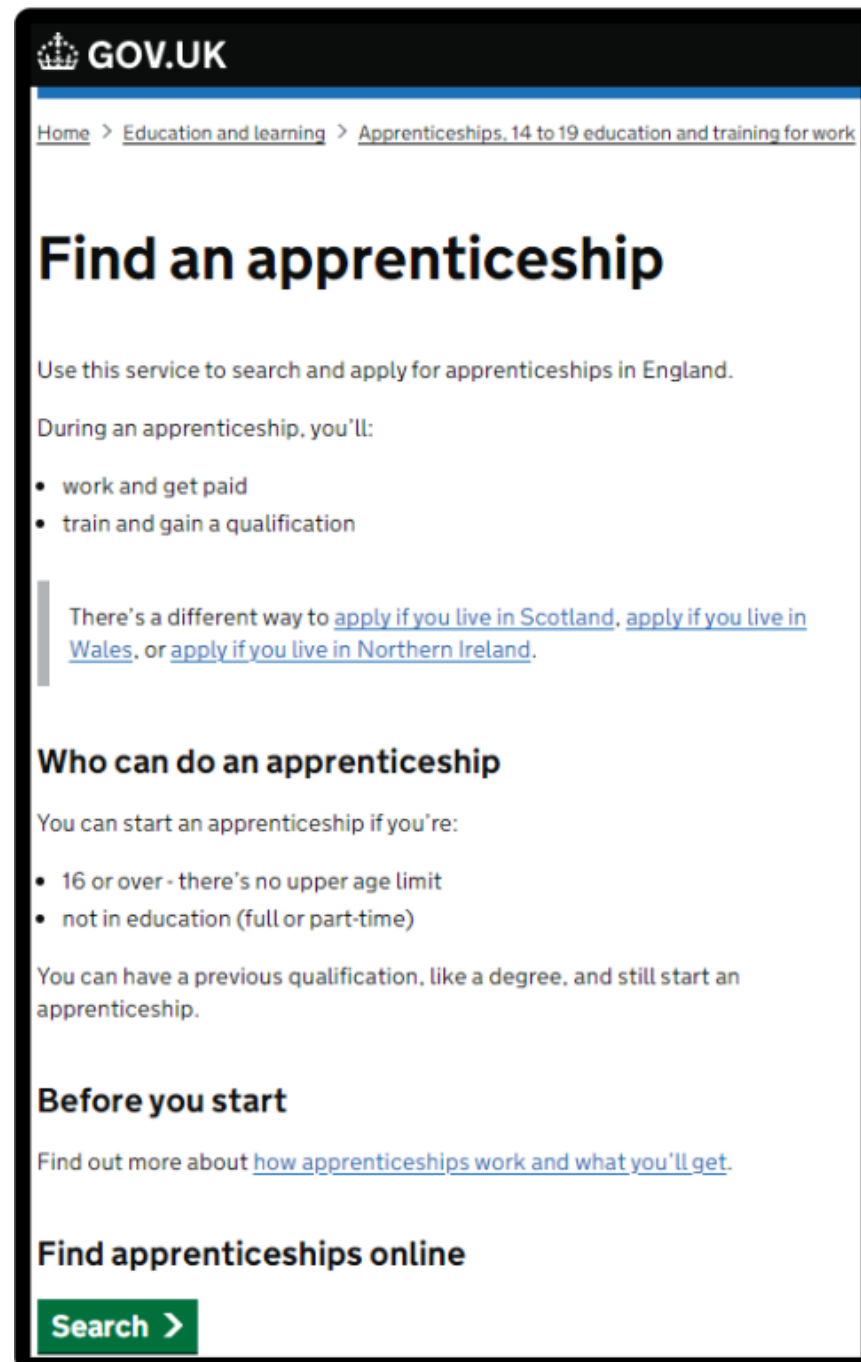 GOV.UK
Home > Education and learning > Apprenticeships, 14 to 19 education and training for work
Find an apprenticeship
Use this service to search and apply for apprenticeships in England.
During an apprenticeship, you'll:
• work and get paid
• train and gain a qualification
There's a different way to apply if you live in Scotland, apply if you live in
Wales, or apply if you live in Northern Ireland.
Who can do an apprenticeship
You can start an apprenticeship if you're:
• 16 or over - there's no upper age limit
• not in education (full or part-time)
You can have a previous qualification, like a degree, and still start an
apprenticeship.
Before you start
Find out more about how apprenticeships work and what you'll get.
Find apprenticeships online
Search >